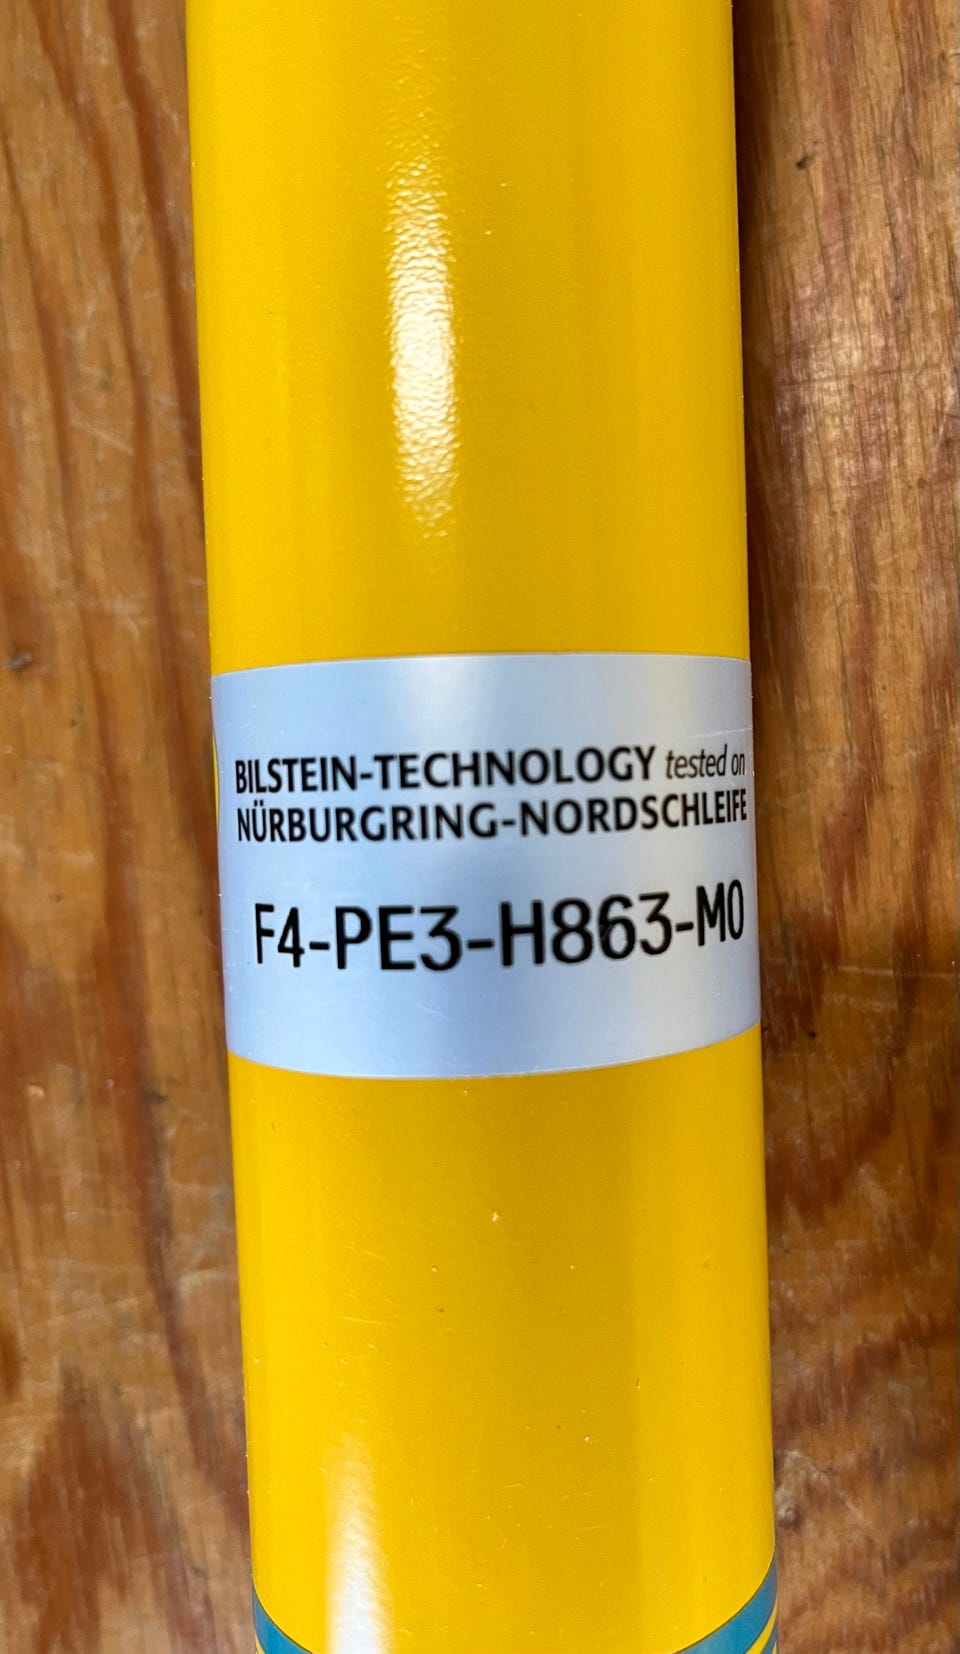 BILSTEIN-TECHNOLOGY tested on
NÜRBURGRING-NORDSCHLEIFE
F4-PE3-H863-M0